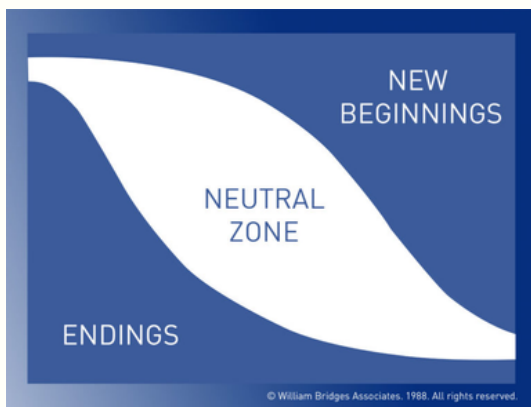 NEW
BEGINNINGS
NEUTRAL
ZONE
ENDINGS
© William Bridges Associates. 1988. All rights reserved.